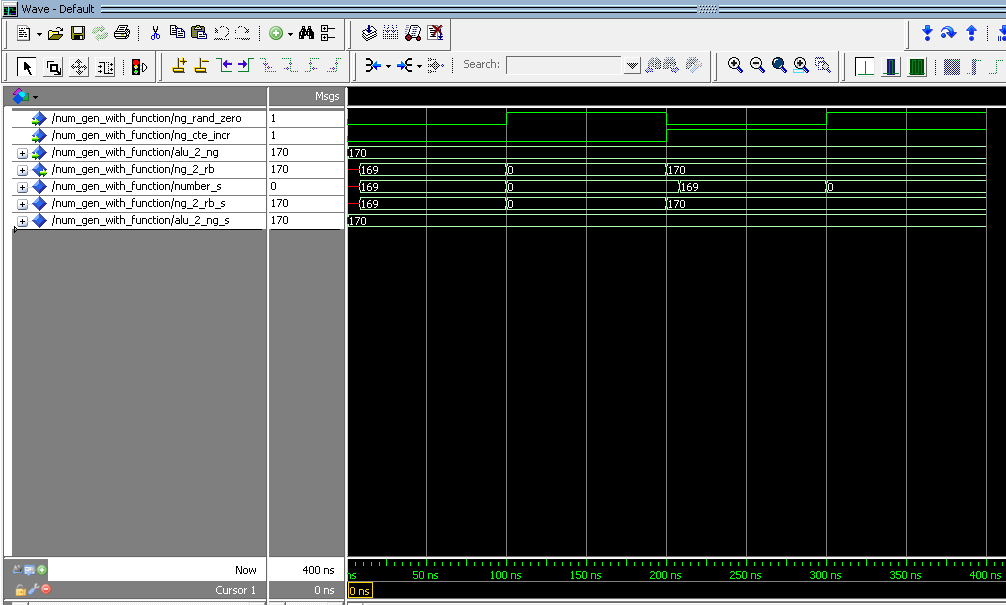 Wave - Default
Search:
Msgs
/num_gen_with_function/ng_rand_zero 1
/num_gen_with_function/ng_cte_incr 1
/num_gen_with_function/alu_2_ng 170 170
/num_gen_with_function/ng_2_rb 170 169 0 170
/num_gen_with_function/number_s 0 169 0 169 0
/num_gen_with_function/ng_2_rb_s 170 169 0 170
/num_gen_with_function/alu_2_ng_s 170 170
Now 400 ns ns 50 ns 100 ns 150 ns 200 ns 250 ns 300 ns 350 ns 400 ns
Cursor 1 0 ns 0 ns